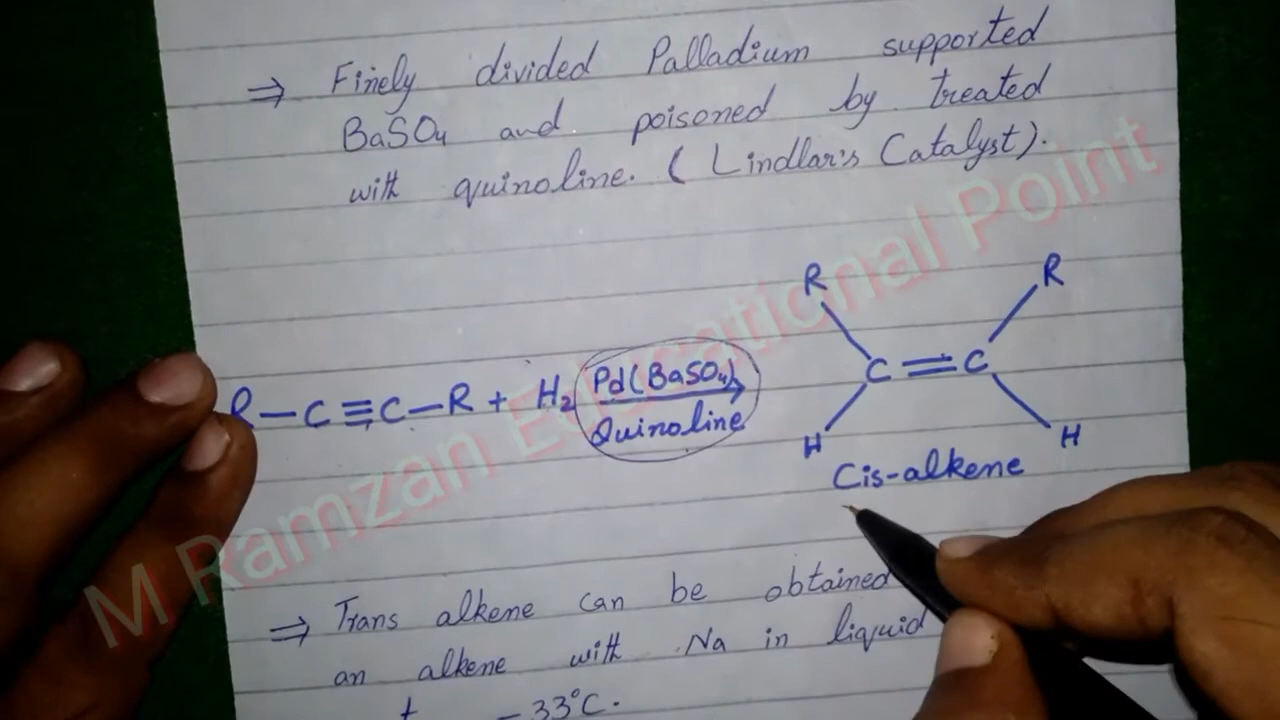 ⇒ Finely divided Palladium supported
BaSO₄ and poisoned by treated
with quinoline. (Lindlar's Catalyst).
R R
R—C≡C—R + H₂ Pd(BaSO₄) C=C
Quinoline
H H
Cis-alkene
⇒ Trans alkene can be obtained
an alkene with Na in liquid
-33°C.
M Ramzan Educational Point